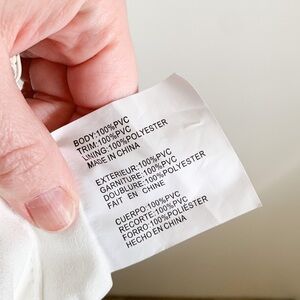 BODY:100%PVC
TRIM:100%PVC
LINING:100%POLYESTER
MADE IN CHINA
EXTERIEUR:100%PVC
GARNITURE:100%PVC
DOUBLURE:100%POLYESTER
FAIT EN CHINE
CUERPO:100%PVC
RECORTE:100%PVC
FORRO:100%POLIÉSTER
HECHO EN CHINA